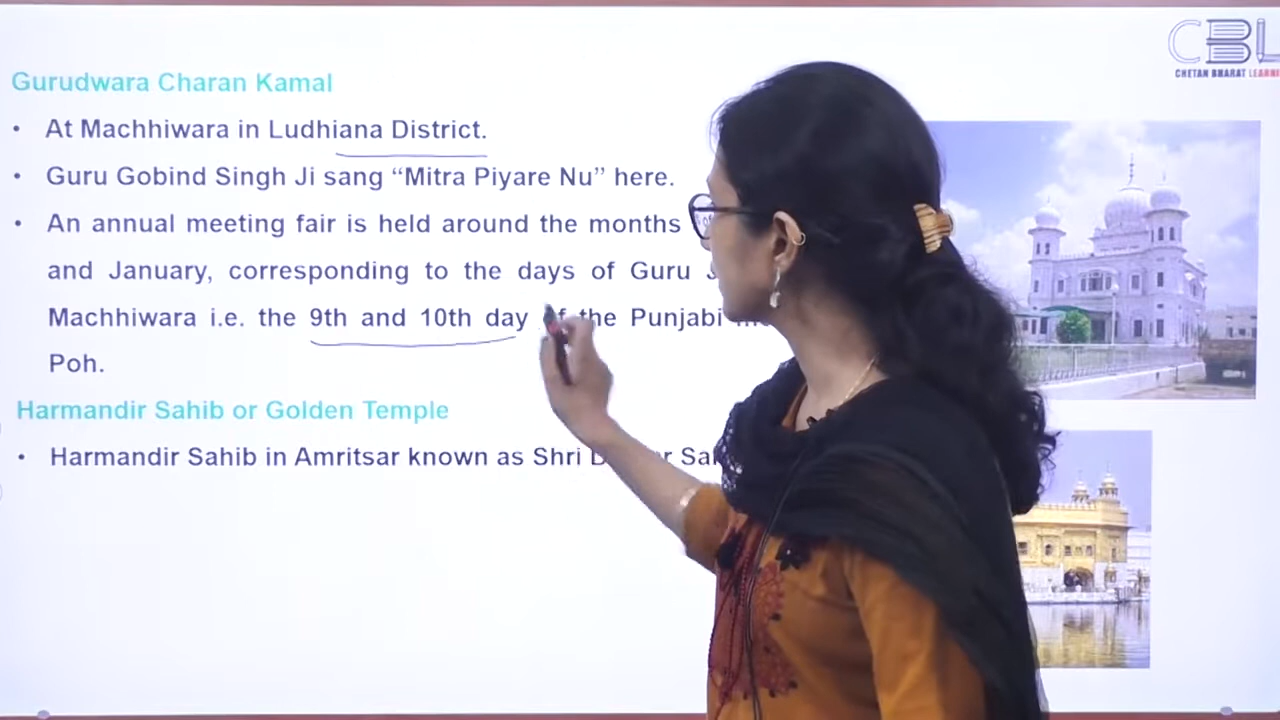 CBL
CHETAN BHARAT LEARNI
Gurudwara Charan Kamal
• At Machhiwara in Ludhiana District.
• Guru Gobind Singh Ji sang “Mitra Piyare Nu” here.
• An annual meeting fair is held around the months
and January, corresponding to the days of Guru
Machhiwara i.e. the 9th and 10th day of the Punjabi
Poh.
Harmandir Sahib or Golden Temple
• Harmandir Sahib in Amritsar known as Shri